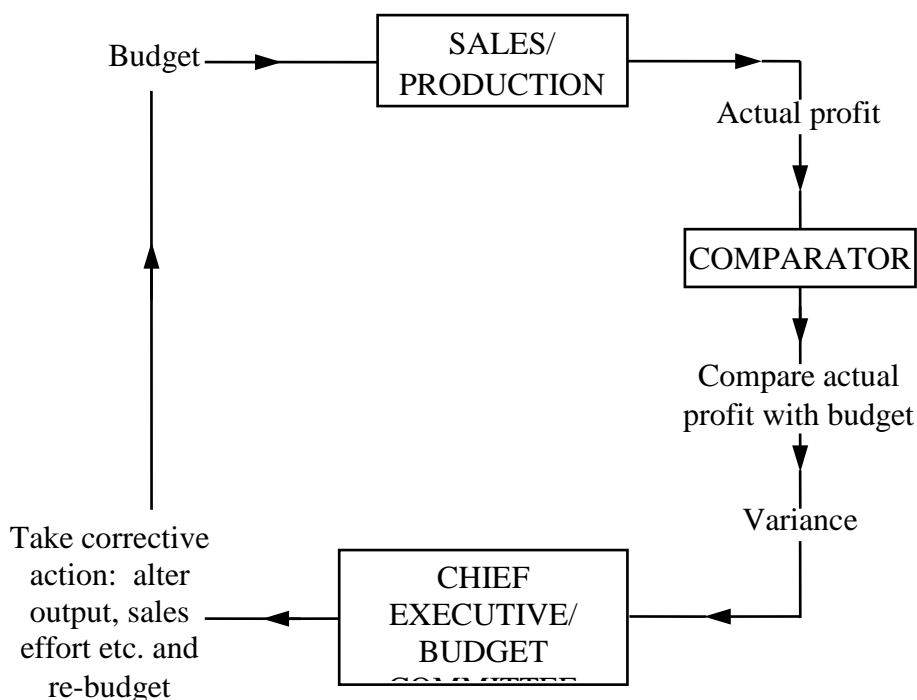 Budget
SALES/
PRODUCTION
Actual profit
COMPARATOR
Compare actual
profit with budget
Variance
CHIEF
EXECUTIVE/
BUDGET
COMMITTEE
Take corrective
action: alter
output, sales
effort etc. and
re-budget